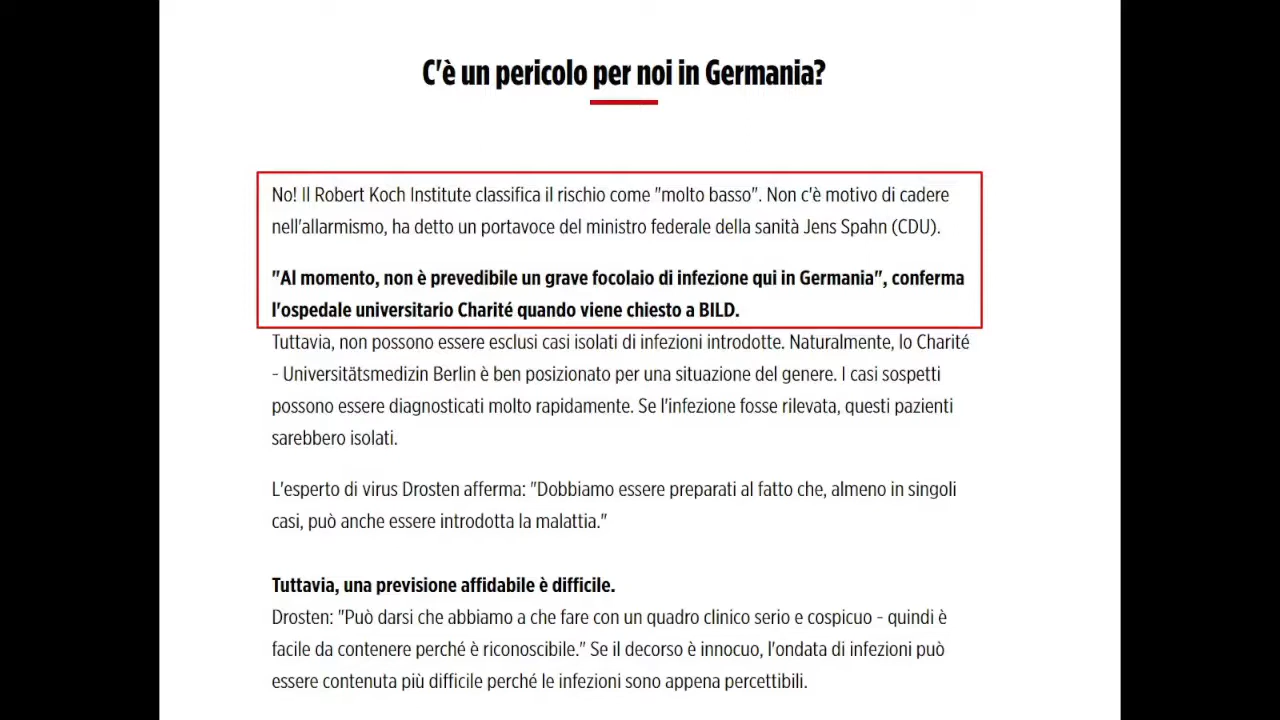 C'è un pericolo per noi in Germania?
No! Il Robert Koch Institute classifica il rischio come "molto basso". Non c'è motivo di cadere
nell'allarmismo, ha detto un portavoce del ministro federale della sanità Jens Spahn (CDU).
"Al momento, non è prevedibile un grave focolaio di infezione qui in Germania", conferma
l'ospedale universitario Charité quando viene chiesto a BILD.
Tuttavia, non possono essere esclusi casi isolati di infezioni introdotte. Naturalmente, lo Charité
- Universitätsmedizin Berlin è ben posizionato per una situazione del genere. I casi sospetti
possono essere diagnosticati molto rapidamente. Se l'infezione fosse rilevata, questi pazienti
sarebbero isolati.
L'esperto di virus Drosten afferma: "Dobbiamo essere preparati al fatto che, almeno in singoli
casi, può anche essere introdotta la malattia."
Tuttavia, una previsione affidabile è difficile.
Drosten: "Può darsi che abbiamo a che fare con un quadro clinico serio e cospicuo - quindi è
facile da contenere perché è riconoscibile." Se il decorso è innocuo, l'ondata di infezioni può
essere contenuta più difficile perché le infezioni sono appena percettibili.